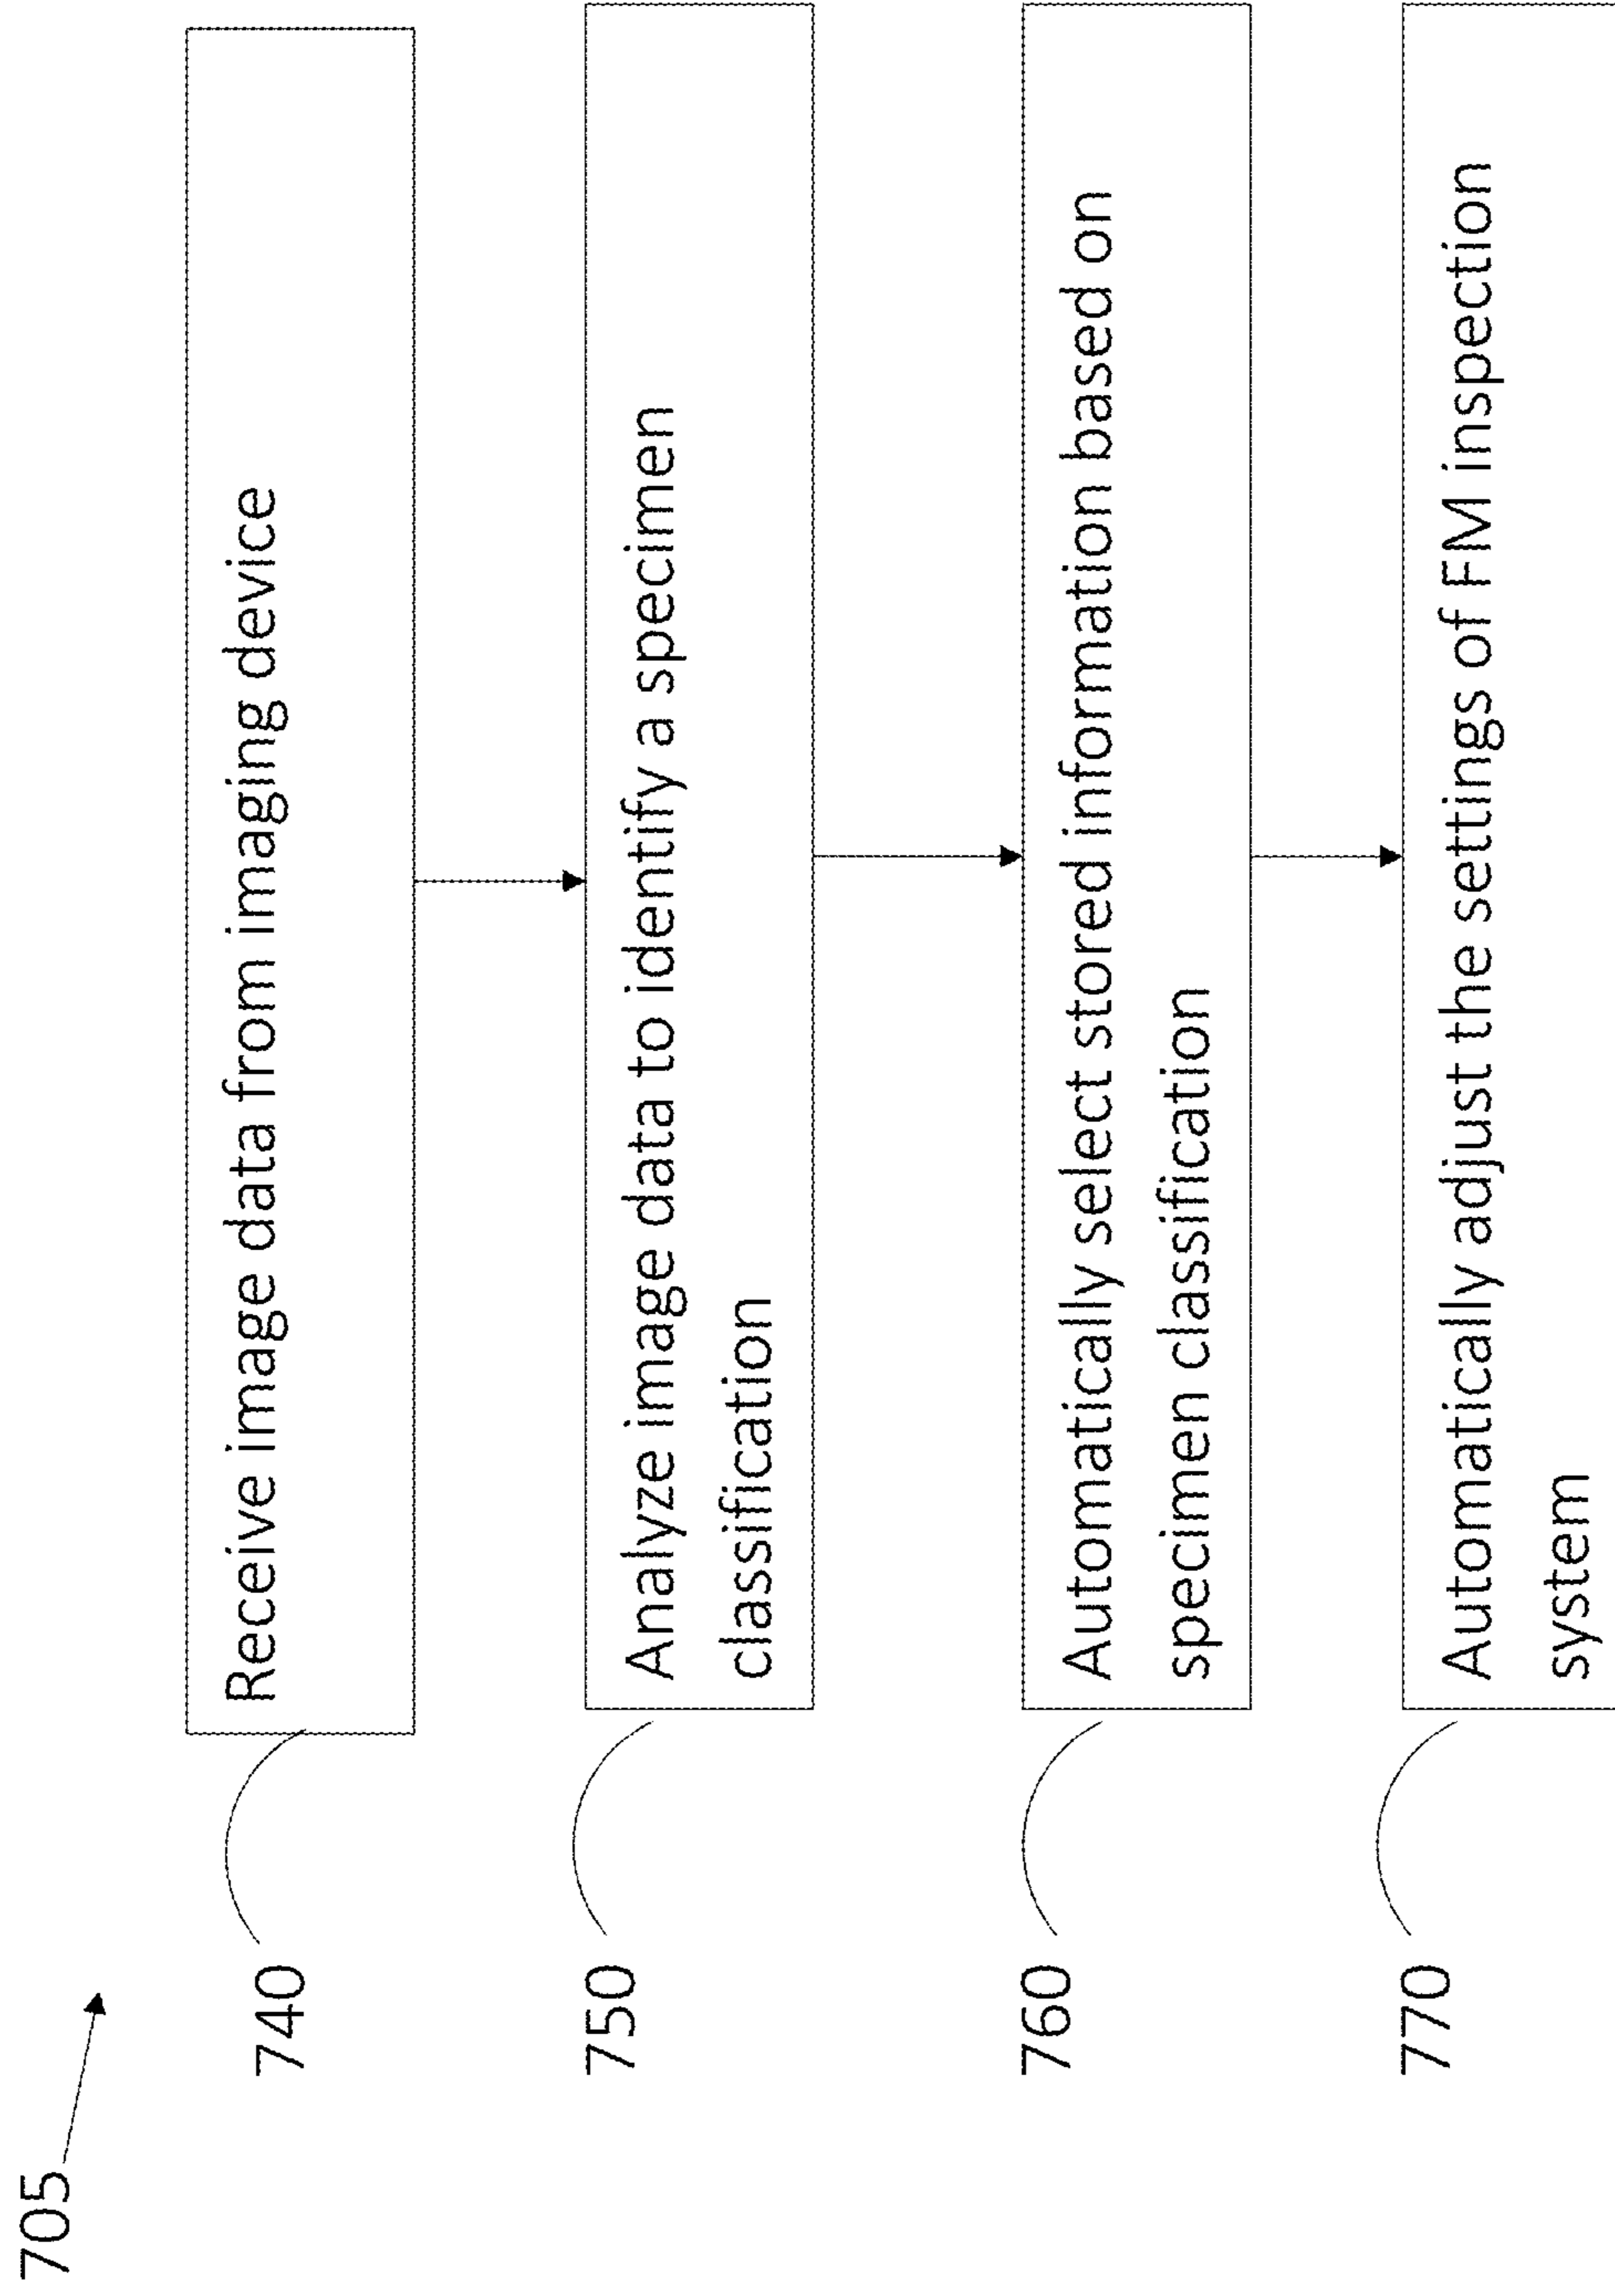 705
740
Receive image data from imaging device
750
Analyze image data to identify a specimen
classification
760
Automatically select stored information based on
specimen classification
770
Automatically adjust the settings of FM inspection
system